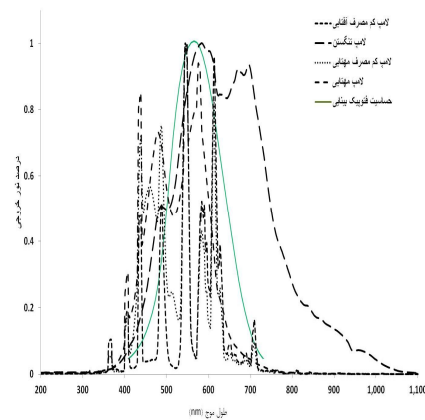 لامپ کم مصرف آفتابی
لامپ تنگستن
لامپ کم مصرف مهتابی
لامپ مهتابی
حساسیت فتوپیک بینایی
درصد نور خروجی
1
0.8
0.6
0.4
0.2
0
200 300 400 500 600 700 800 900 1,000 1,100
طول موج (nm)